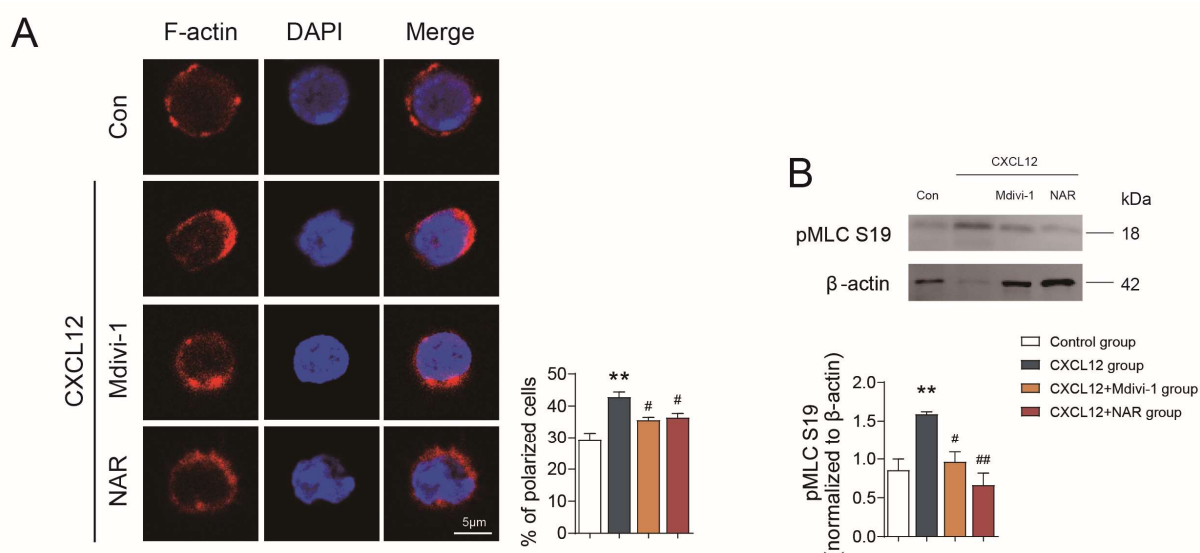 A
F-actin DAPI Merge
Con
CXCL12
Mdivi-1
NAR
5μm
% of polarized cells
50
40
30
20
10
0
**
#
#
B
CXCL12
Con Mdivi-1 NAR kDa
pMLC S19 18
β-actin 42
Control group
CXCL12 group
CXCL12+Mdivi-1 group
CXCL12+NAR group
pMLC S19
(normalized to β-actin)
2.0
1.5
1.0
0.5
0.0
**
#
##